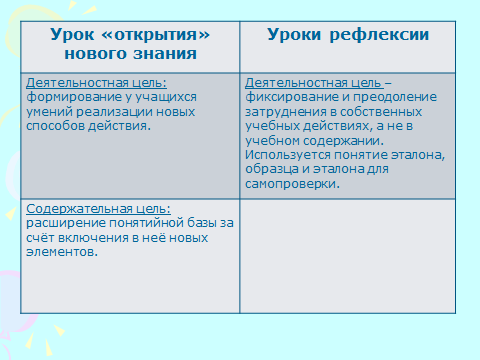 Урок «открытия»
нового знания
Уроки рефлексии
Деятельностная цель:
формирование у учащихся
умений реализации новых
способов действия.
Деятельностная цель –
фиксирование и преодоление
затруднения в собственных
учебных действиях, а не в
учебном содержании.
Используется понятие эталона,
образца и эталона для
самопроверки.
Содержательная цель:
расширение понятийной базы за
счёт включения в неё новых
элементов.